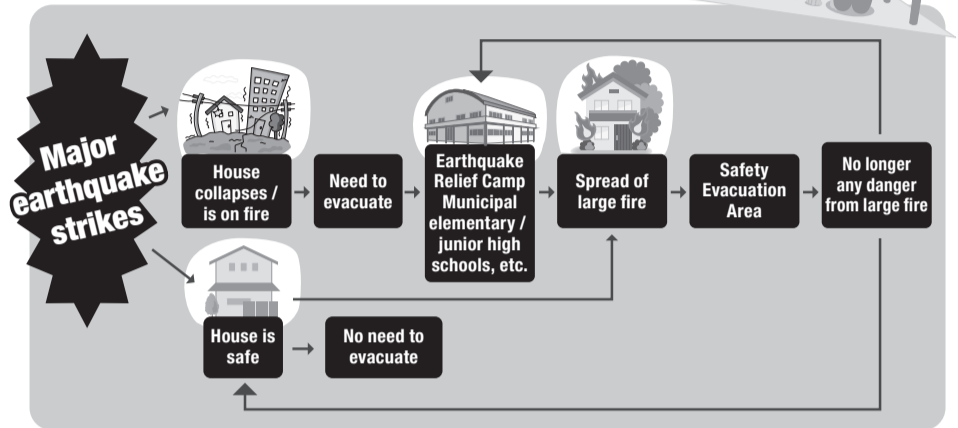 Major
earthquake
strikes
House
collapses /
is on fire
Need to
evacuate
Earthquake
Relief Camp
Municipal
elementary /
junior high
schools, etc.
Spread of
large fire
Safety
Evacuation
Area
No longer
any danger
from large fire
House is
safe
No need to
evacuate